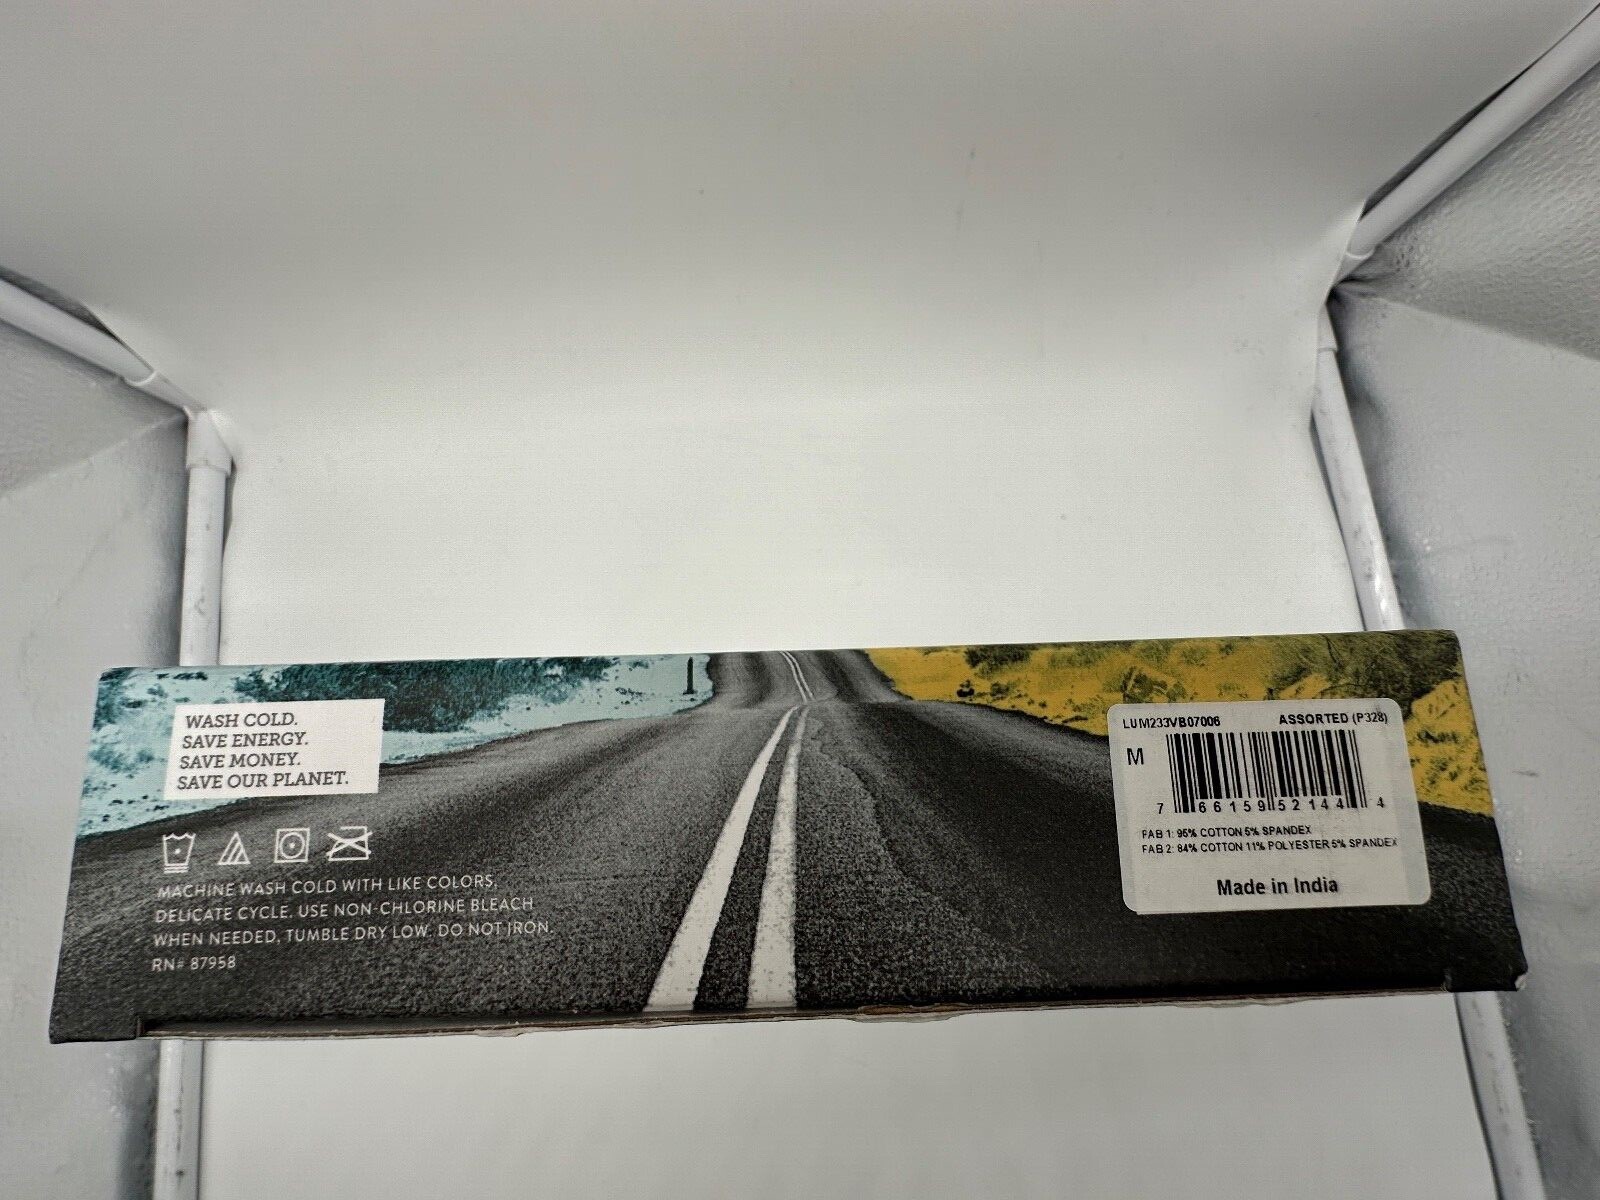 WASH COLD.
SAVE ENERGY.
SAVE MONEY.
SAVE OUR PLANET.
MACHINE WASH COLD WITH LIKE COLORS,
DELICATE CYCLE. USE NON-CHLORINE BLEACH
WHEN NEEDED, TUMBLE DRY LOW. DO NOT IRON.
RN# 87958
LUM233VB07006 ASSORTED (P328)
M
7 66159 52144 4
FAB 1: 95% COTTON 5% SPANDEX
FAB 2: 84% COTTON 11% POLYESTER 5% SPANDEX
Made in India